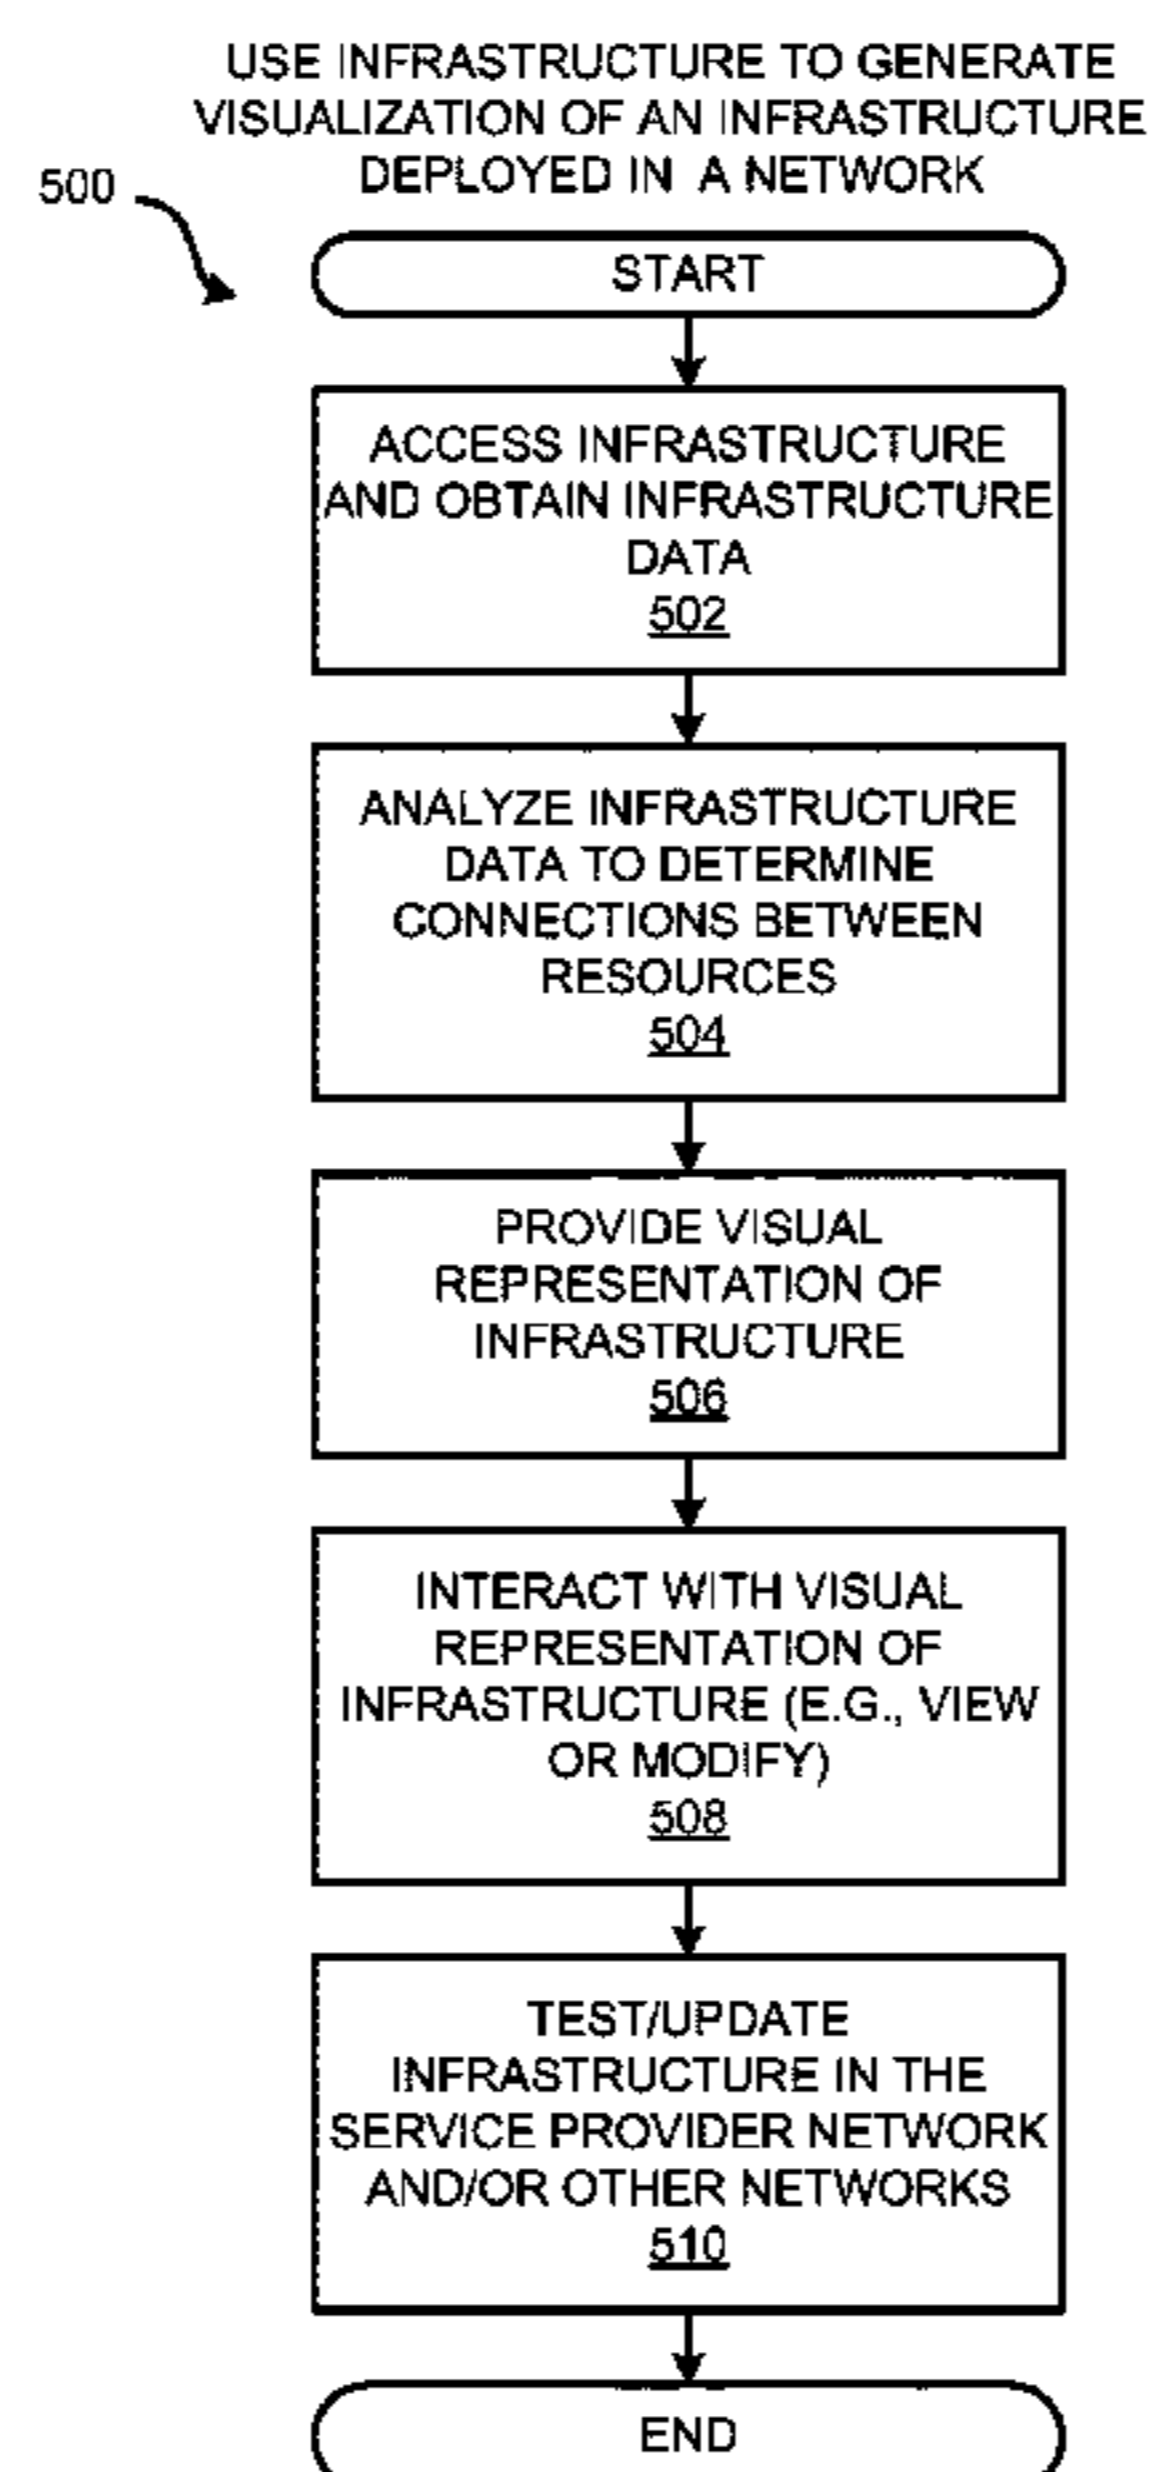 USE INFRASTRUCTURE TO GENERATE
VISUALIZATION OF AN INFRASTRUCTURE
DEPLOYED IN A NETWORK
500
START
ACCESS INFRASTRUCTURE
AND OBTAIN INFRASTRUCTURE
DATA
502
ANALYZE INFRASTRUCTURE
DATA TO DETERMINE
CONNECTIONS BETWEEN
RESOURCES
504
PROVIDE VISUAL
REPRESENTATION OF
INFRASTRUCTURE
506
INTERACT WITH VISUAL
REPRESENTATION OF
INFRASTRUCTURE (E.G., VIEW
OR MODIFY)
508
TEST/UPDATE
INFRASTRUCTURE IN THE
SERVICE PROVIDER NETWORK
AND/OR OTHER NETWORKS
510
END